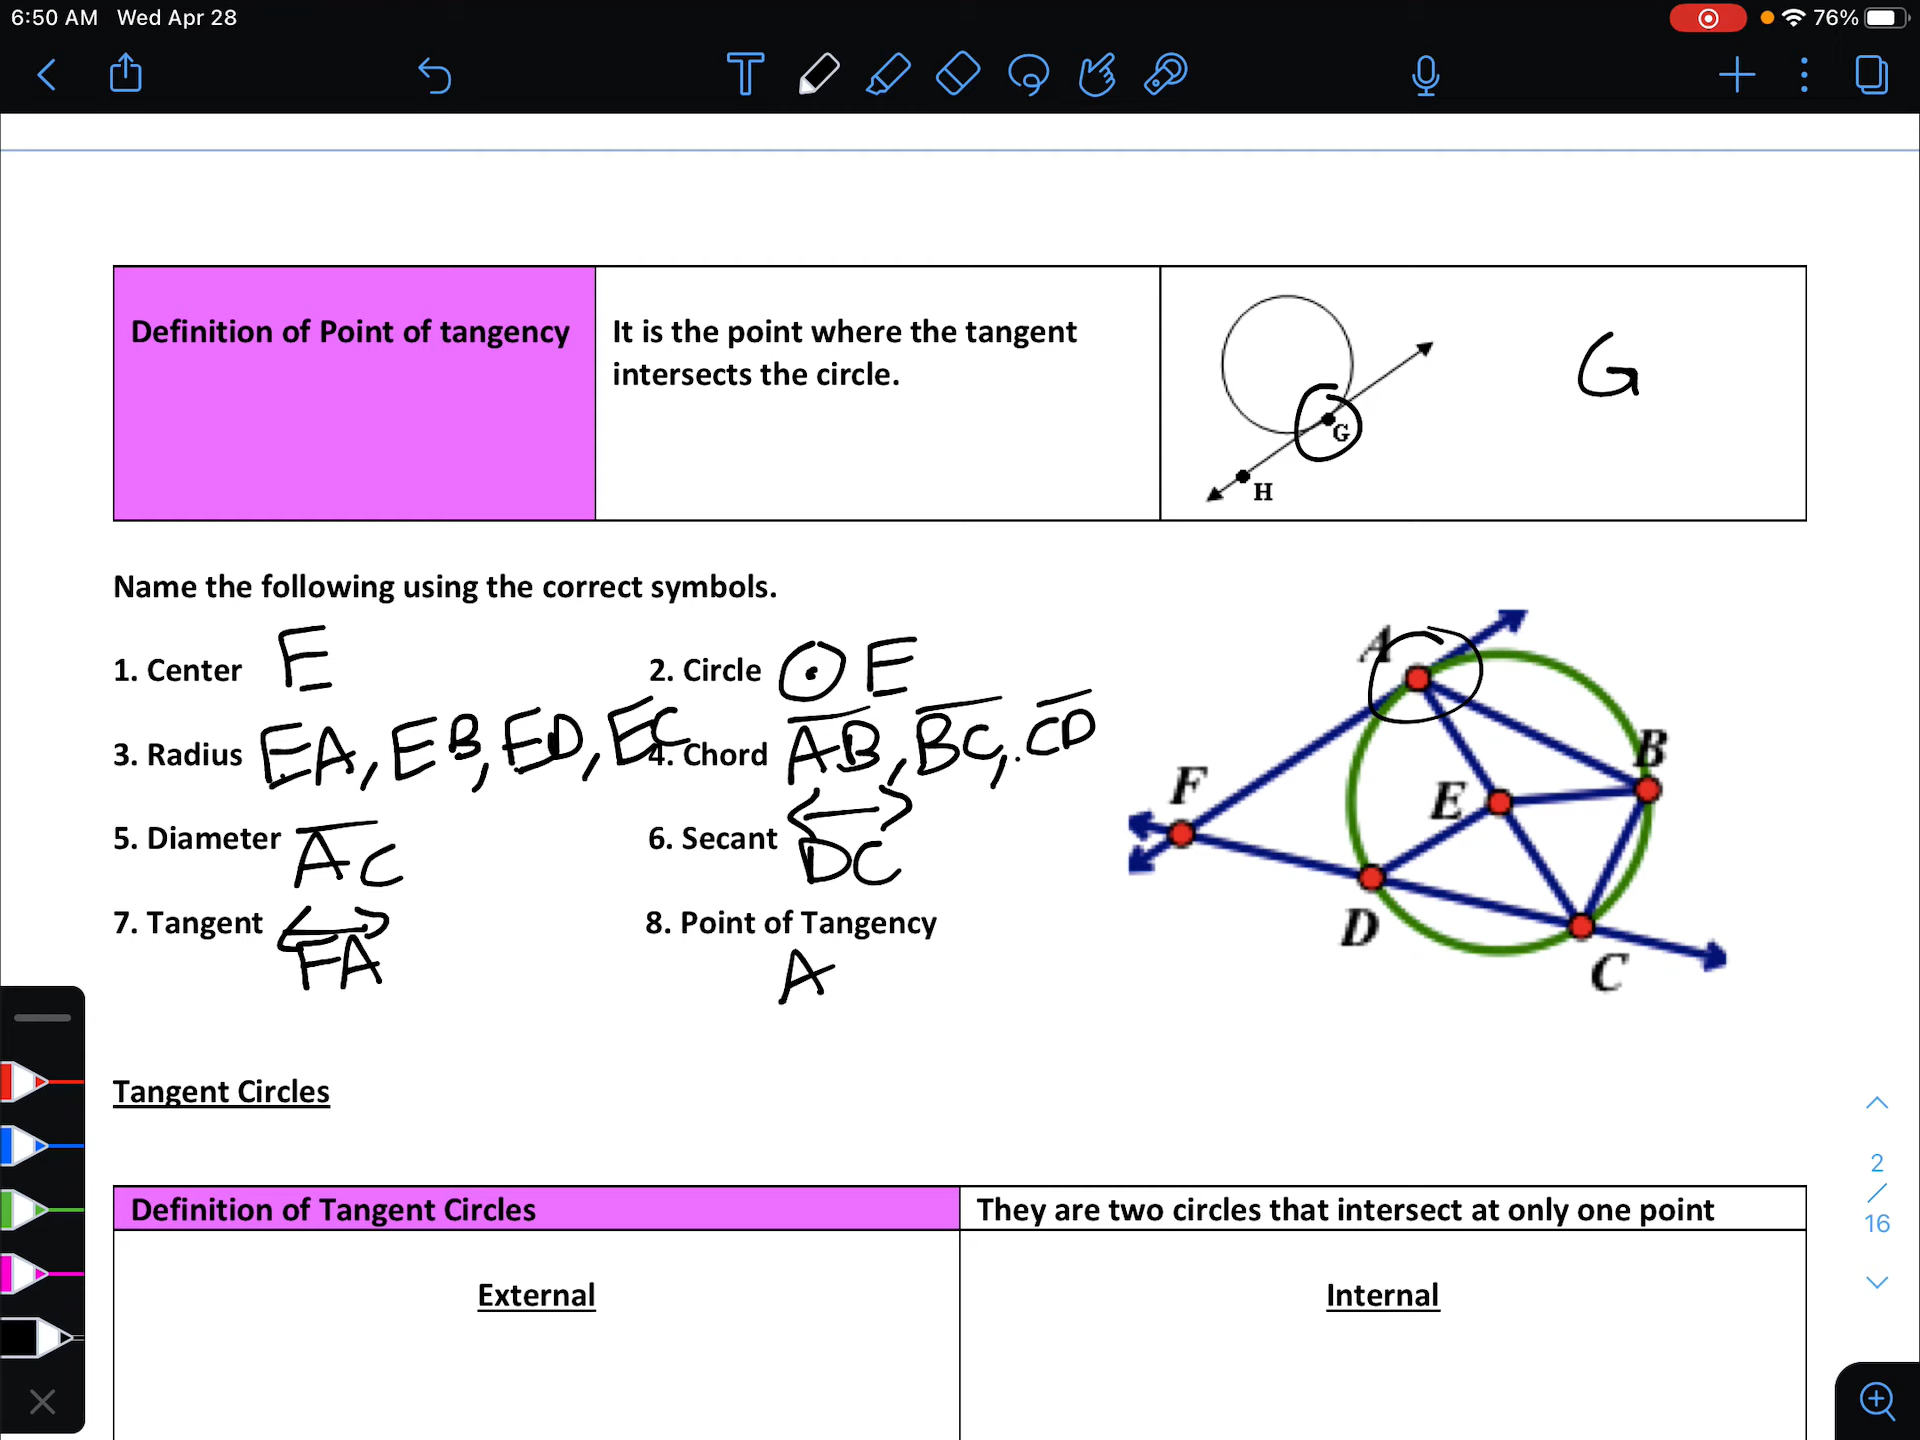 6:50 AM Wed Apr 28
76%
Definition of Point of tangency
It is the point where the tangent
intersects the circle.
G
G
H
Name the following using the correct symbols.
1. Center E
2. Circle ⊙ E
3. Radius EA, EB, ED, EC
4. Chord AB, BC, CD
5. Diameter AC
6. Secant DC
7. Tangent FA
8. Point of Tangency
A
A
B
F
E
D
C
Tangent Circles
Definition of Tangent Circles
They are two circles that intersect at only one point
External
Internal
2
/
16